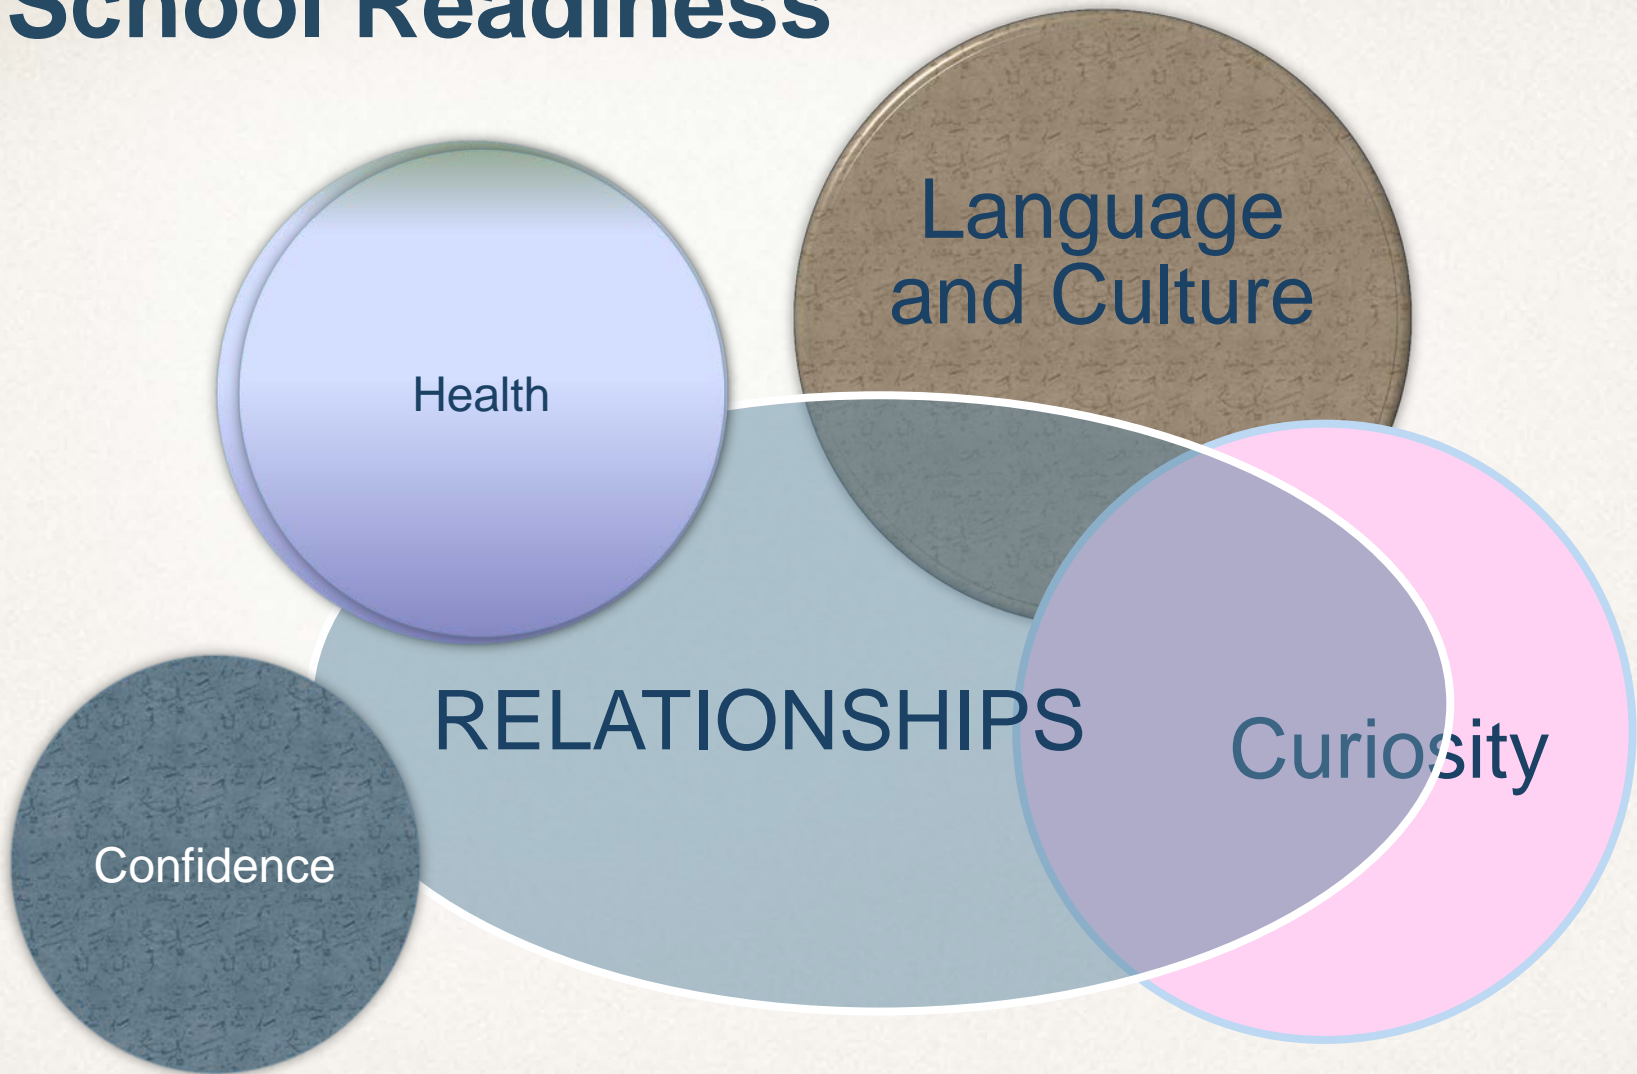 School Readiness
Language
and Culture
Health
RELATIONSHIPS
Curiosity
Confidence